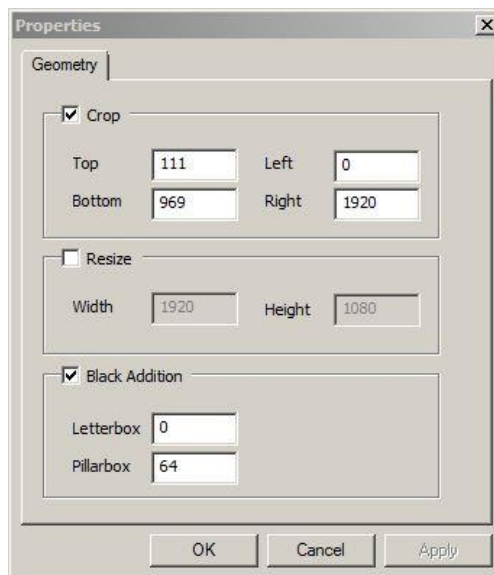 Properties
Geometry
Crop
Top 111 Left 0
Bottom 969 Right 1920
Resize
Width 1920 Height 1080
Black Addition
Letterbox 0
Pillarbox 64
OK Cancel Apply